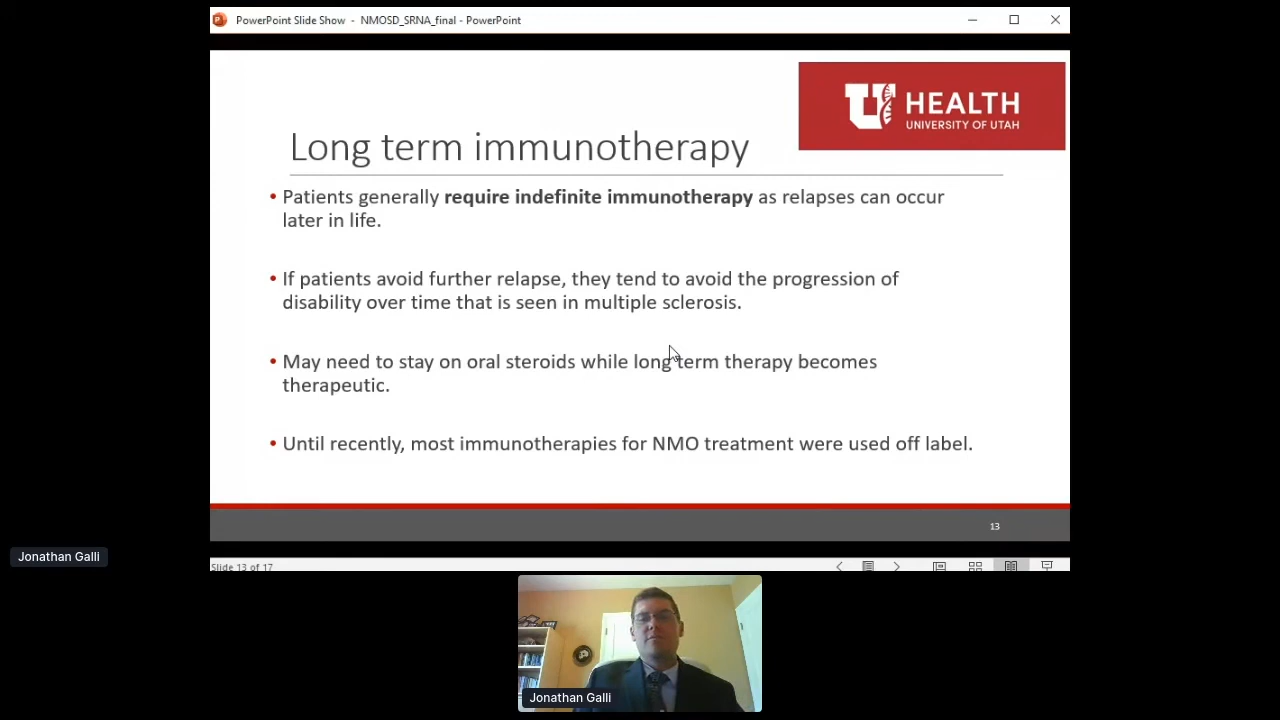 PowerPoint Slide Show - NMOSD_SRNA_final - PowerPoint
U HEALTH
UNIVERSITY OF UTAH
Long term immunotherapy
• Patients generally require indefinite immunotherapy as relapses can occur
later in life.
• If patients avoid further relapse, they tend to avoid the progression of
disability over time that is seen in multiple sclerosis.
• May need to stay on oral steroids while long term therapy becomes
therapeutic.
• Until recently, most immunotherapies for NMO treatment were used off label.
13
Jonathan Galli
Slide 13 of 17
Jonathan Galli